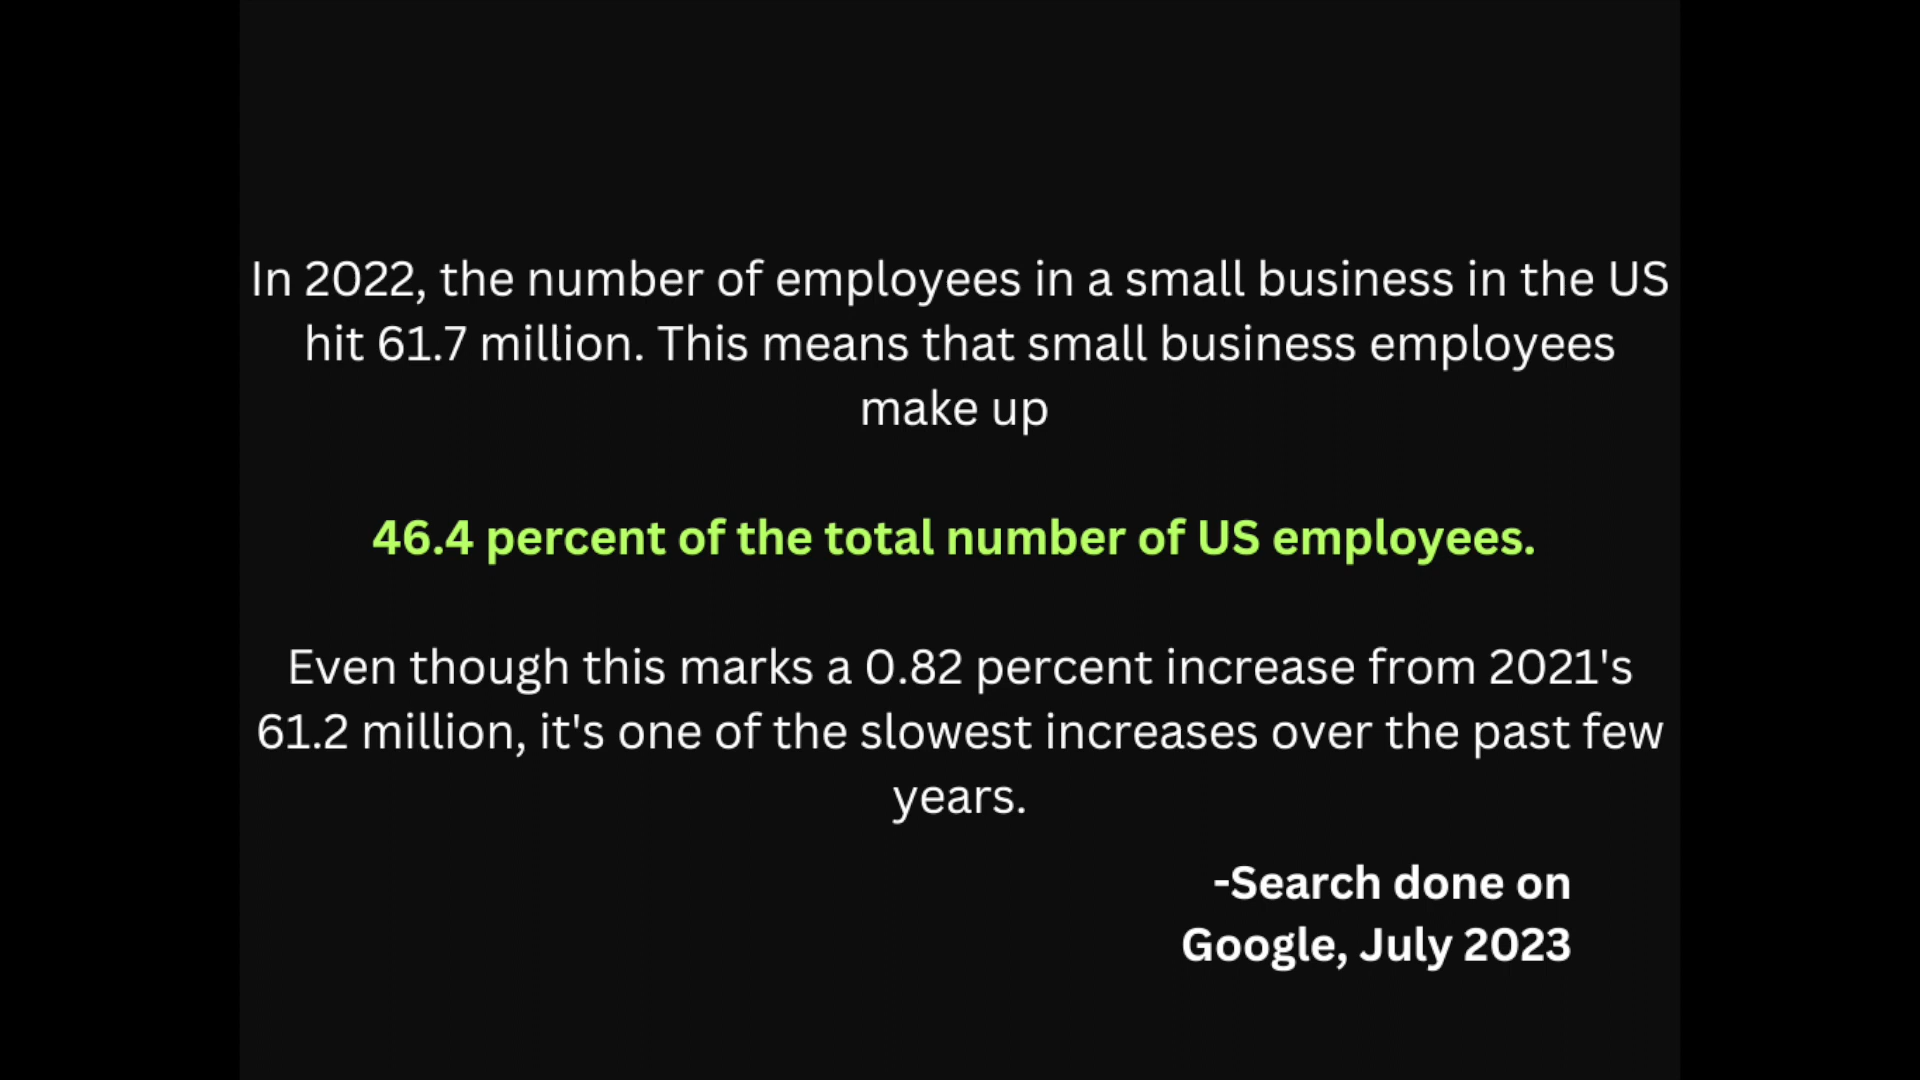 In 2022, the number of employees in a small business in the US
hit 61.7 million. This means that small business employees
make up
46.4 percent of the total number of US employees.
Even though this marks a 0.82 percent increase from 2021's
61.2 million, it's one of the slowest increases over the past few
years.
-Search done on
Google, July 2023